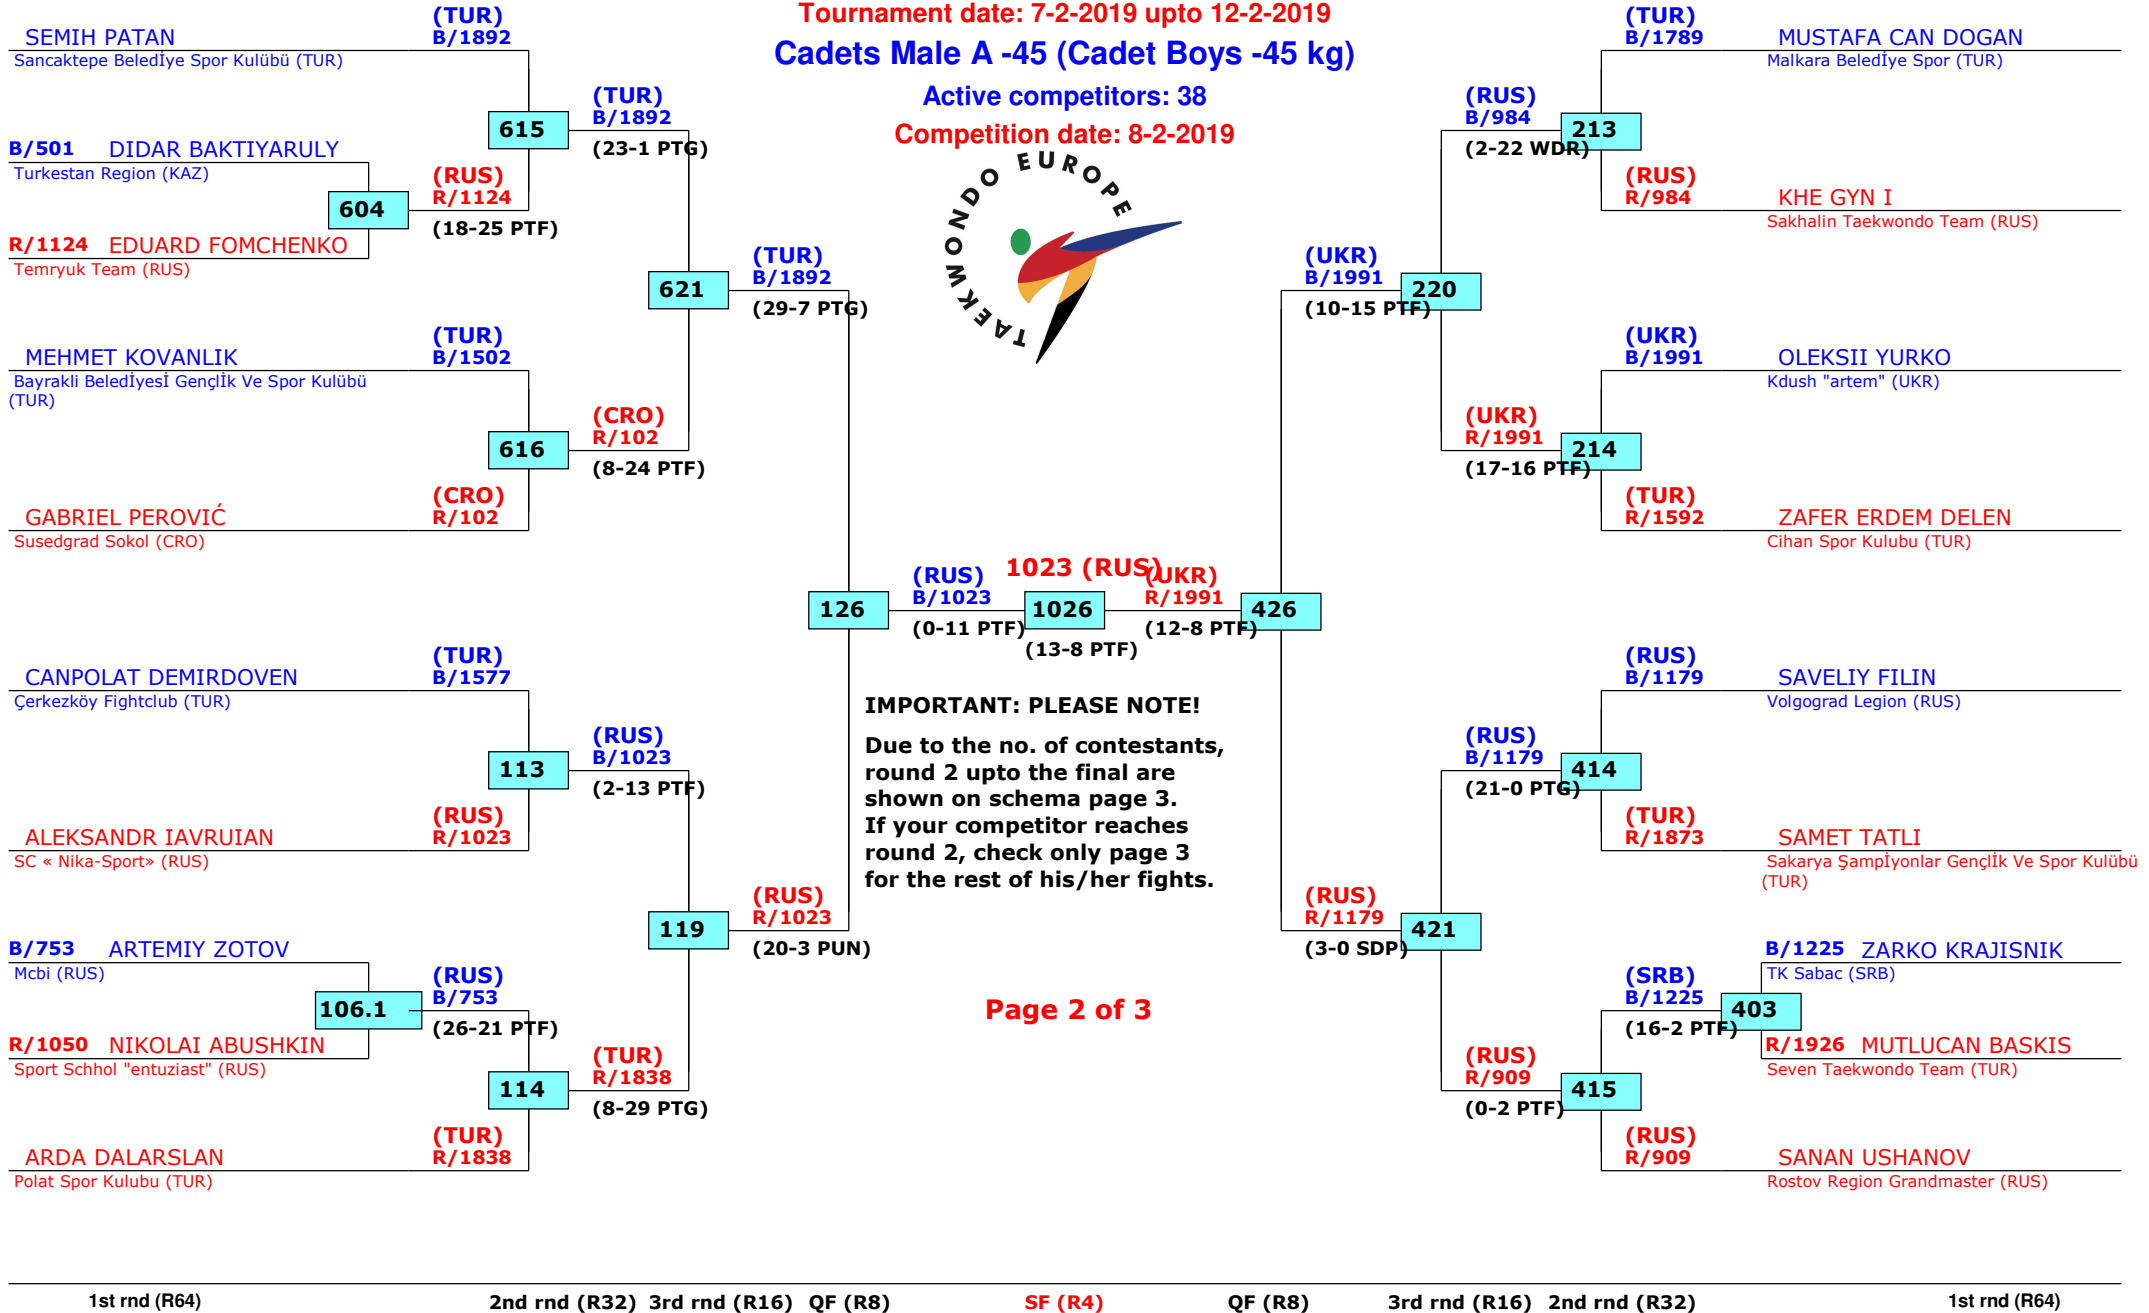 Tournament date: 7-2-2019 upto 12-2-2019
Cadets Male A -45 (Cadet Boys -45 kg)
Active competitors: 38
Competition date: 8-2-2019
TAEKWONDO EUROPE
SEMIH PATAN
Sancaktepe Beledİye Spor Kulübü (TUR)
(TUR)
B/1892
B/501 DIDAR BAKTIYARULY
Turkestan Region (KAZ)
604
R/1124 EDUARD FOMCHENKO
Temryuk Team (RUS)
(RUS)
R/1124
(18-25 PTF)
615
(TUR)
B/1892
(23-1 PTG)
MEHMET KOVANLIK
Bayrakli Beledİyesİ Gençlİk Ve Spor Kulübü
(TUR)
(TUR)
B/1502
616
GABRIEL PEROVIĆ
Susedgrad Sokol (CRO)
(CRO)
R/102
(CRO)
R/102
(8-24 PTF)
621
(TUR)
B/1892
(29-7 PTG)
CANPOLAT DEMIRDOVEN
Çerkezköy Fightclub (TUR)
(TUR)
B/1577
113
ALEKSANDR IAVRUIAN
SC « Nika-Sport» (RUS)
(RUS)
R/1023
(RUS)
B/1023
(2-13 PTF)
B/753 ARTEMIY ZOTOV
Mcbi (RUS)
106.1
R/1050 NIKOLAI ABUSHKIN
Sport Schhol "entuziast" (RUS)
(RUS)
B/753
(26-21 PTF)
114
ARDA DALARSLAN
Polat Spor Kulubu (TUR)
(TUR)
R/1838
(TUR)
R/1838
(8-29 PTG)
119
(RUS)
R/1023
(20-3 PUN)
126
(RUS)
B/1023
(0-11 PTF)
1023 (RUS)
1026
(13-8 PTF)
(UKR)
R/1991
(12-8 PTF)
426
IMPORTANT: PLEASE NOTE!
Due to the no. of contestants,
round 2 upto the final are
shown on schema page 3.
If your competitor reaches
round 2, check only page 3
for the rest of his/her fights.
Page 2 of 3
(TUR)
B/1789
MUSTAFA CAN DOGAN
Malkara Beledİye Spor (TUR)
(RUS)
B/984
213
(2-22 WDR)
(RUS)
R/984
KHE GYN I
Sakhalin Taekwondo Team (RUS)
(UKR)
B/1991
220
(10-15 PTF)
(UKR)
B/1991
OLEKSII YURKO
Kdush "artem" (UKR)
(UKR)
R/1991
214
(17-16 PTF)
(TUR)
R/1592
ZAFER ERDEM DELEN
Cihan Spor Kulubu (TUR)
(RUS)
B/1179
SAVELIY FILIN
Volgograd Legion (RUS)
(RUS)
B/1179
414
(21-0 PTG)
(TUR)
R/1873
SAMET TATLI
Sakarya Şampİyonlar Gençlİk Ve Spor Kulübü
(TUR)
(RUS)
R/1179
421
(3-0 SDP)
B/1225 ZARKO KRAJISNIK
TK Sabac (SRB)
(SRB)
B/1225
403
(16-2 PTF)
R/1926 MUTLUCAN BASKIS
Seven Taekwondo Team (TUR)
(RUS)
R/909
415
(0-2 PTF)
(RUS)
R/909
SANAN USHANOV
Rostov Region Grandmaster (RUS)
1st rnd (R64) 2nd rnd (R32) 3rd rnd (R16) QF (R8) SF (R4) QF (R8) 3rd rnd (R16) 2nd rnd (R32) 1st rnd (R64)